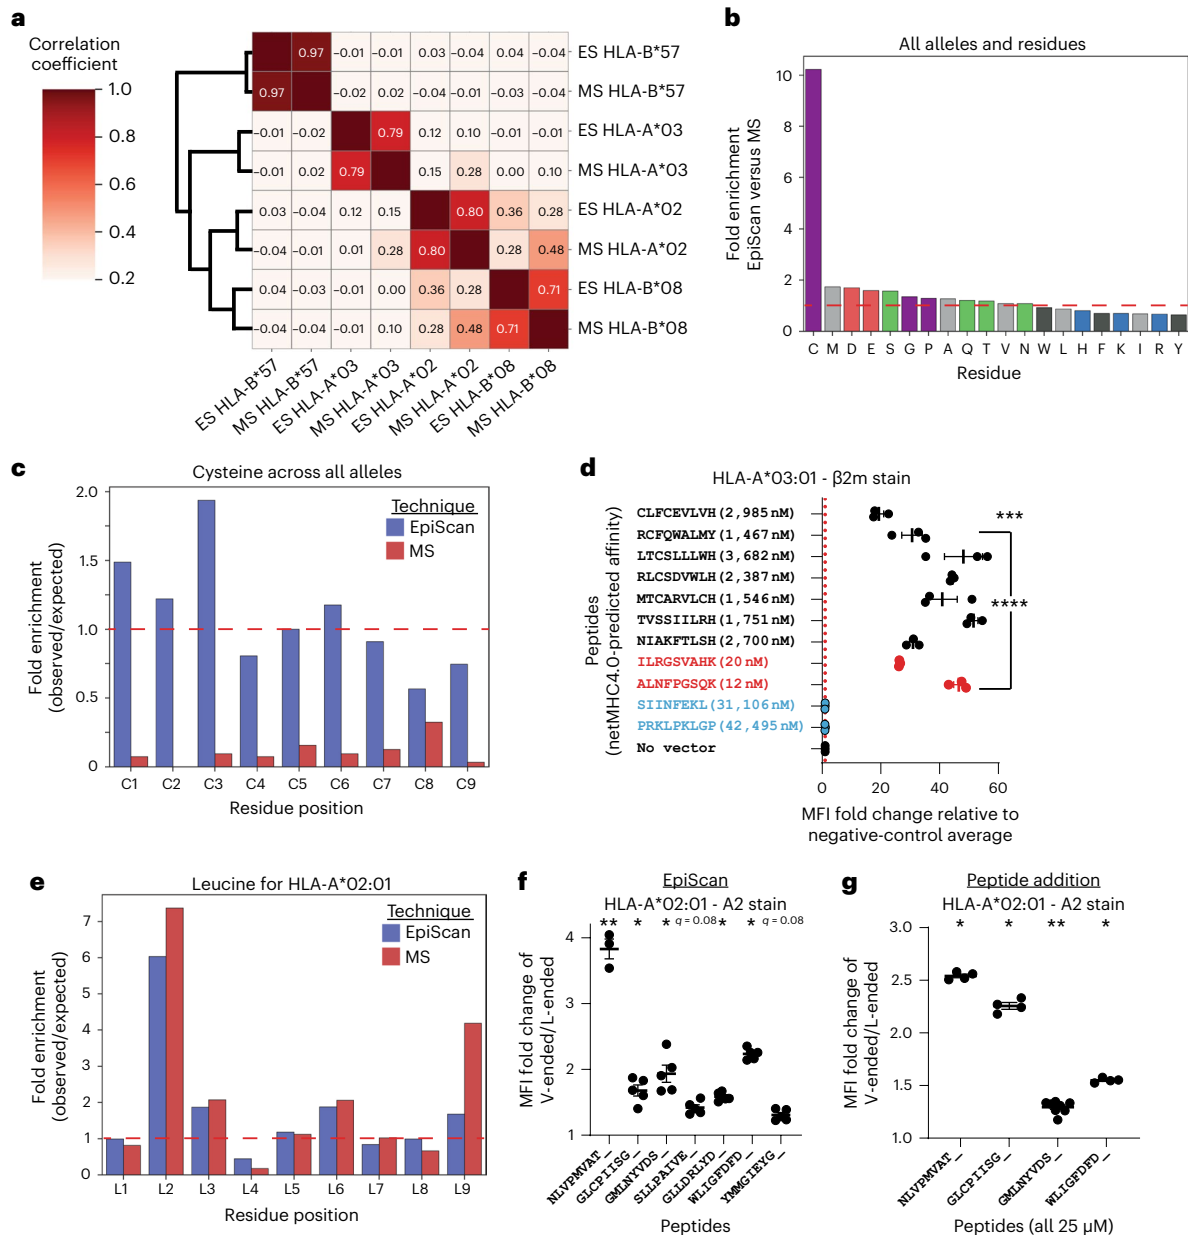 a
Correlation
coefficient
1.0
0.8
0.6
0.4
0.2
0.97 –0.01 –0.01 0.03 –0.04 0.04 –0.04 ES HLA-B*57
0.97 –0.02 0.02 –0.04 –0.01 –0.03 –0.04 MS HLA-B*57
–0.01 –0.02 0.79 0.12 0.10 –0.01 –0.01 ES HLA-A*03
–0.01 0.02 0.79 0.15 0.28 0.00 0.10 MS HLA-A*03
0.03 –0.04 0.12 0.15 0.80 0.36 0.28 ES HLA-A*02
–0.04 –0.01 0.01 0.28 0.80 0.28 0.48 MS HLA-A*02
0.04 –0.03 –0.01 0.00 0.36 0.28 0.71 ES HLA-B*08
–0.04 –0.04 –0.01 0.10 0.28 0.48 0.71 MS HLA-B*08
ES HLA-B*57 MS HLA-B*57 ES HLA-A*03 MS HLA-A*03 ES HLA-A*02 MS HLA-A*02 ES HLA-B*08 MS HLA-B*08
b
All alleles and residues
Fold enrichment
EpiScan versus MS
10
8
6
4
2
0
C M D E S G P A Q T V N W L H F K I R Y
Residue
c
Cysteine across all alleles
Fold enrichment
(observed/expected)
2.0
1.5
1.0
0.5
0
Technique
EpiScan
MS
C1 C2 C3 C4 C5 C6 C7 C8 C9
Residue position
d
HLA-A*03:01 - β2m stain
Peptides
(netMHC4.0-predicted affinity)
CLFCEVLVH (2,985 nM)
RCFQWALMY (1,467 nM)
LTCSLLLWH (3,682 nM)
RLCSDVWLH (2,387 nM)
MTCARVLCH (1,546 nM)
TVSSIILRH (1,751 nM)
NIAKFTLSH (2,700 nM)
ILRGSVAHK (20 nM)
ALNFPGSQK (12 nM)
SIINFEKL (31,106 nM)
PRKLPKLGP (42,495 nM)
No vector
***
****
0 20 40 60
MFI fold change relative to
negative-control average
e
Leucine for HLA-A*02:01
Fold enrichment
(observed/expected)
7
6
5
4
3
2
1
0
Technique
EpiScan
MS
L1 L2 L3 L4 L5 L6 L7 L8 L9
Residue position
f
EpiScan
HLA-A*02:01 - A2 stain
** * * q = 0.08 * * q = 0.08
MFI fold change of
V-ended/L-ended
4
3
2
1
NLVPMVAT_ GLCPIISG_ GMLNYVDS_ SLLPAIVE_ GLLDRLYD_ WLIGFDFD_ YMMGIEYG_
Peptides
g
Peptide addition
HLA-A*02:01 - A2 stain
* * ** *
MFI fold change of
V-ended/L-ended
3.0
2.5
2.0
1.5
1.0
NLVPMVAT_ GLCPIISG_ GMLNYVDS_ WLIGFDFD_
Peptides (all 25 µM)